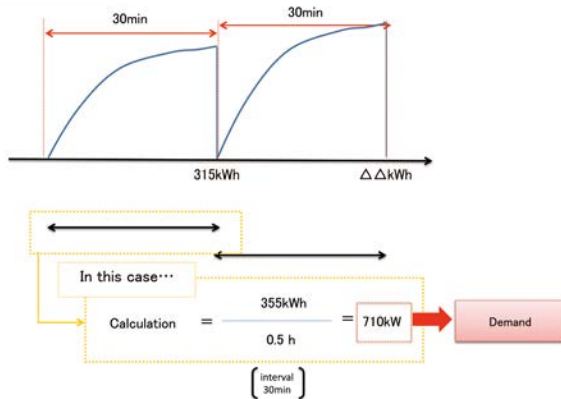 30min
30min
315kWh
△△kWh
In this case…
Calculation = 355kWh / 0.5 h = 710kW
Demand
interval
30min